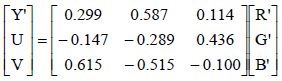 [Y'] [0.299 0.587 0.114] [R']
[U] = [-0.147 -0.289 0.436] [G']
[V] [0.615 -0.515 -0.100] [B']